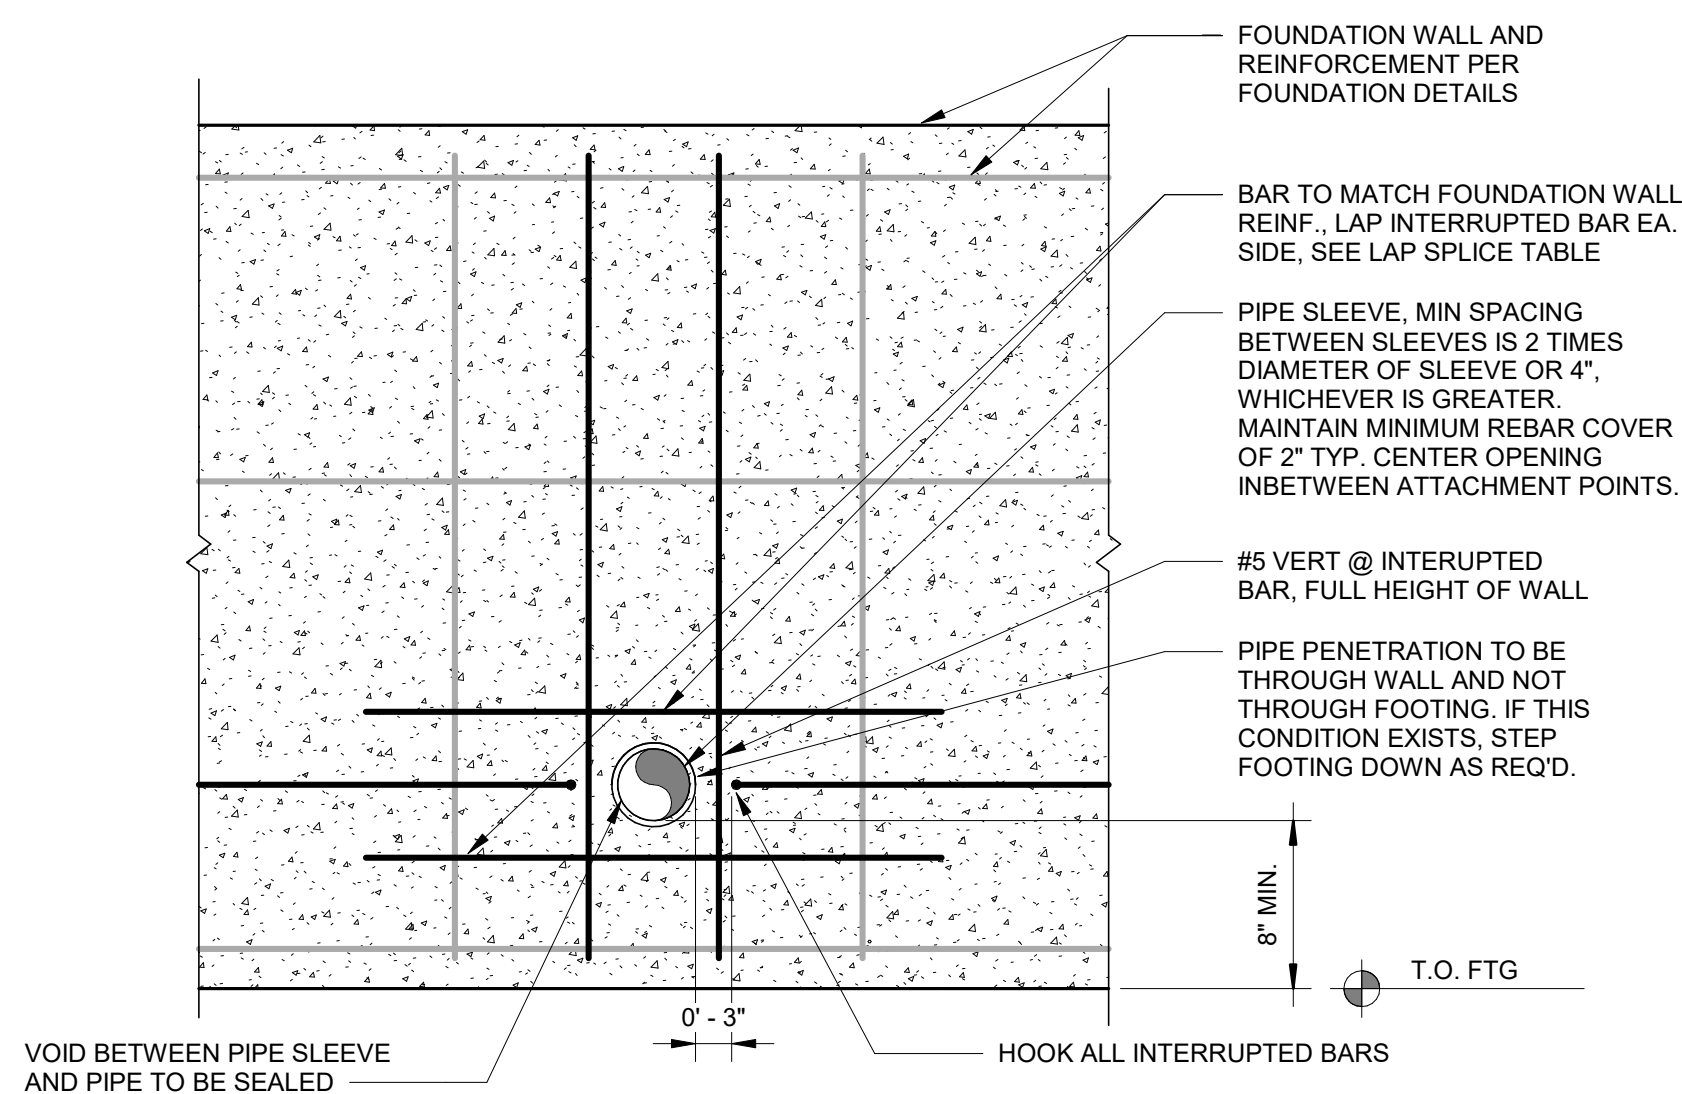 FOUNDATION WALL AND
REINFORCEMENT PER
FOUNDATION DETAILS
BAR TO MATCH FOUNDATION WALL
REINF., LAP INTERRUPTED BAR EA.
SIDE, SEE LAP SPLICE TABLE
PIPE SLEEVE, MIN SPACING
BETWEEN SLEEVES IS 2 TIMES
DIAMETER OF SLEEVE OR 4",
WHICHEVER IS GREATER.
MAINTAIN MINIMUM REBAR COVER
OF 2" TYP. CENTER OPENING
INBETWEEN ATTACHMENT POINTS.
#5 VERT @ INTERUPTED
BAR, FULL HEIGHT OF WALL
PIPE PENETRATION TO BE
THROUGH WALL AND NOT
THROUGH FOOTING. IF THIS
CONDITION EXISTS, STEP
FOOTING DOWN AS REQ'D.
8" MIN.
T.O. FTG
0' - 3"
HOOK ALL INTERRUPTED BARS
VOID BETWEEN PIPE SLEEVE
AND PIPE TO BE SEALED